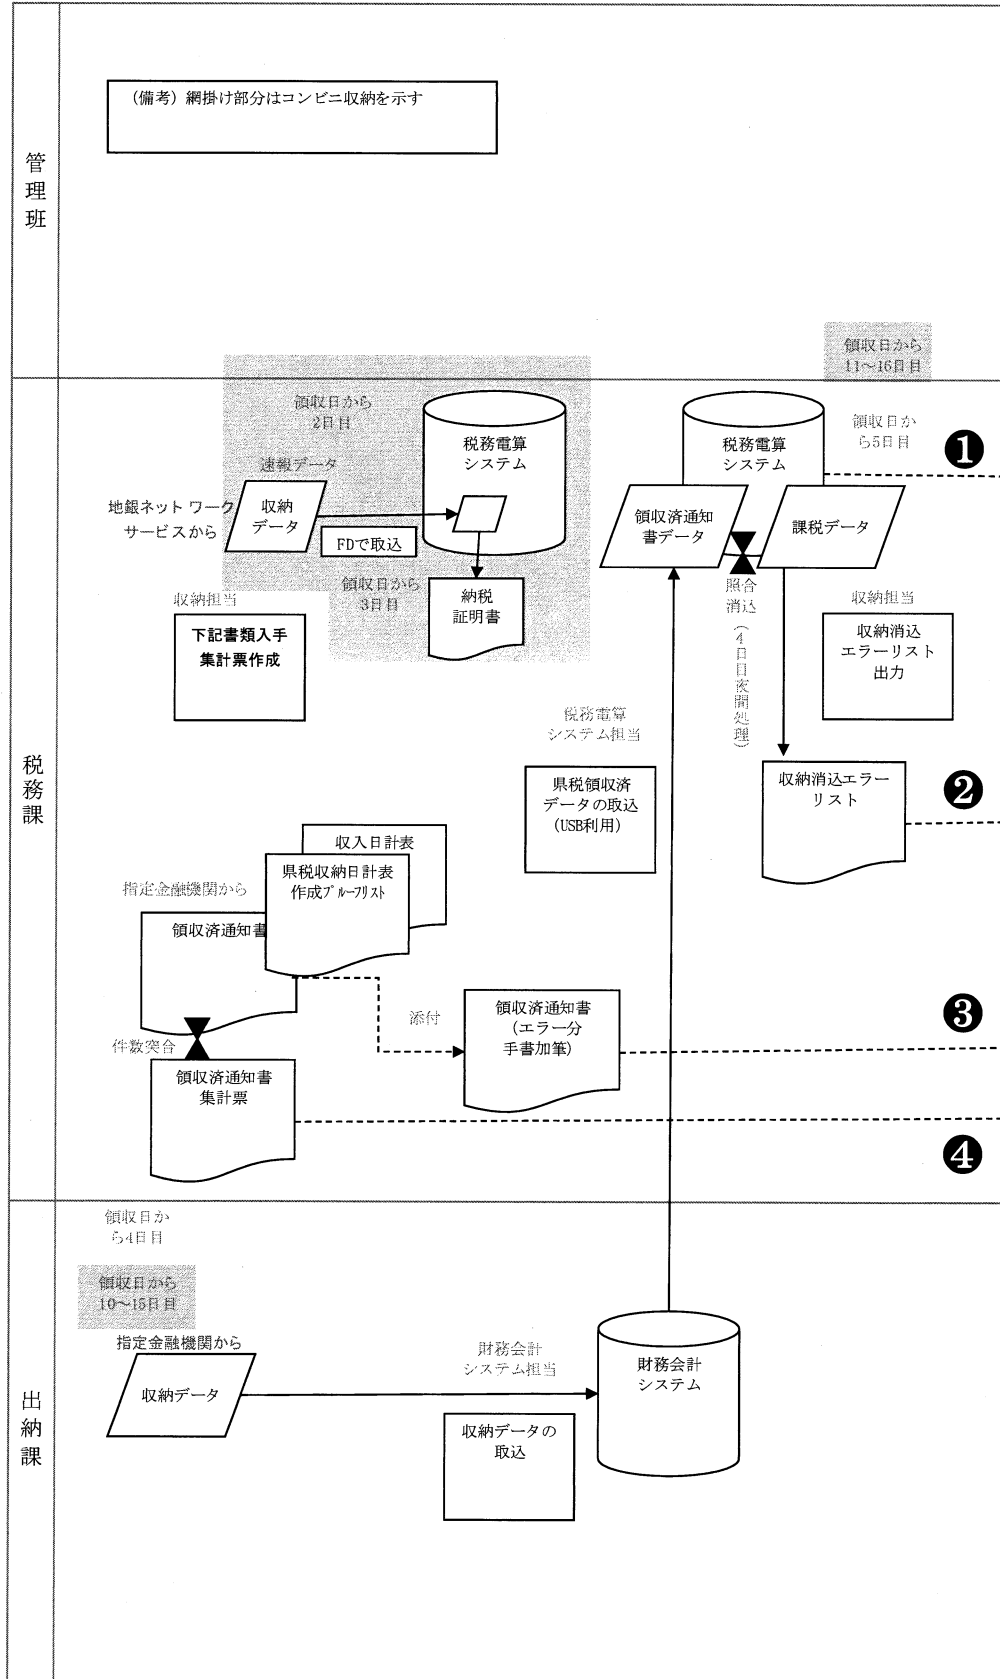 管理班
(備考)網掛け部分はコンビニ収納を示す
領収日から
11～16日目
税務課
領収日から
2日目
速報データ
地銀ネットワーク
サービスから
収納
データ
FDで取込
税務電算
システム
領収日から
3日目
納税
証明書
収納担当
下記書類入手
集計票作成
税務電算
システム
領収日か
ら5日目
❶
領収済通知
書データ
課税データ
照合
消込
(4日目夜間処理)
収納担当
収納消込
エラーリスト
出力
税務電算
システム担当
県税領収済
データの取込
(USB利用)
収納消込エラー
リスト
❷
収入日計表
県税収納日計表
作成プルーフリスト
指定金融機関から
領収済通知書
添付
領収済通知書
(エラー分
手書加筆)
❸
件数突合
領収済通知書
集計票
❹
出納課
領収日か
ら4日目
領収日から
10～15日目
指定金融機関から
収納データ
財務会計
システム担当
収納データの
取込
財務会計
システム